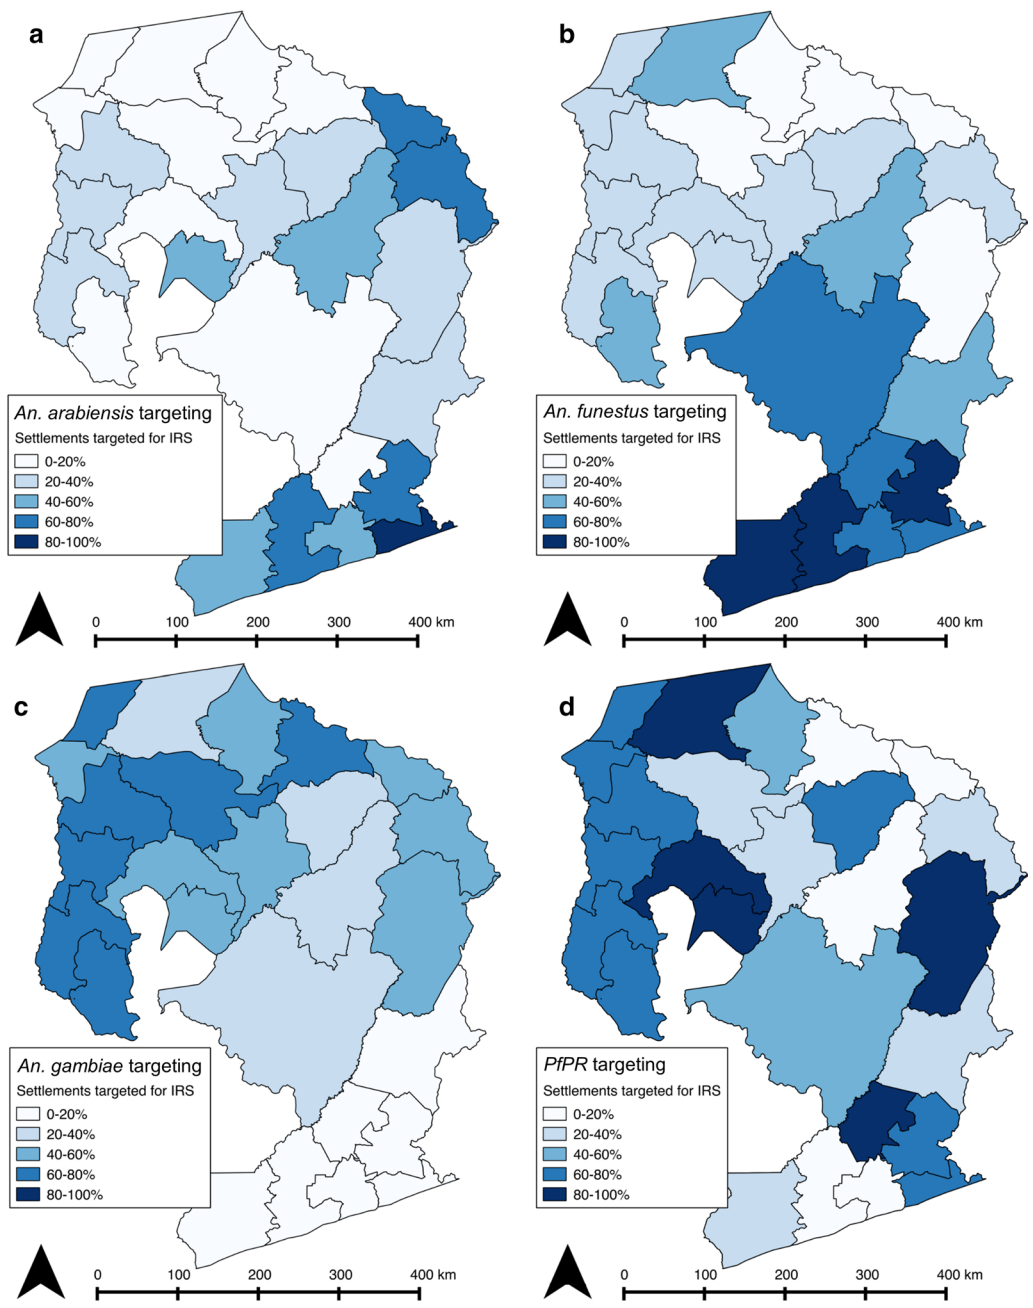 a
An. arabiensis targeting
Settlements targeted for IRS
0-20%
20-40%
40-60%
60-80%
80-100%
0 100 200 300 400 km
b
An. funestus targeting
Settlements targeted for IRS
0-20%
20-40%
40-60%
60-80%
80-100%
0 100 200 300 400 km
c
An. gambiae targeting
Settlements targeted for IRS
0-20%
20-40%
40-60%
60-80%
80-100%
0 100 200 300 400 km
d
PfPR targeting
Settlements targeted for IRS
0-20%
20-40%
40-60%
60-80%
80-100%
0 100 200 300 400 km